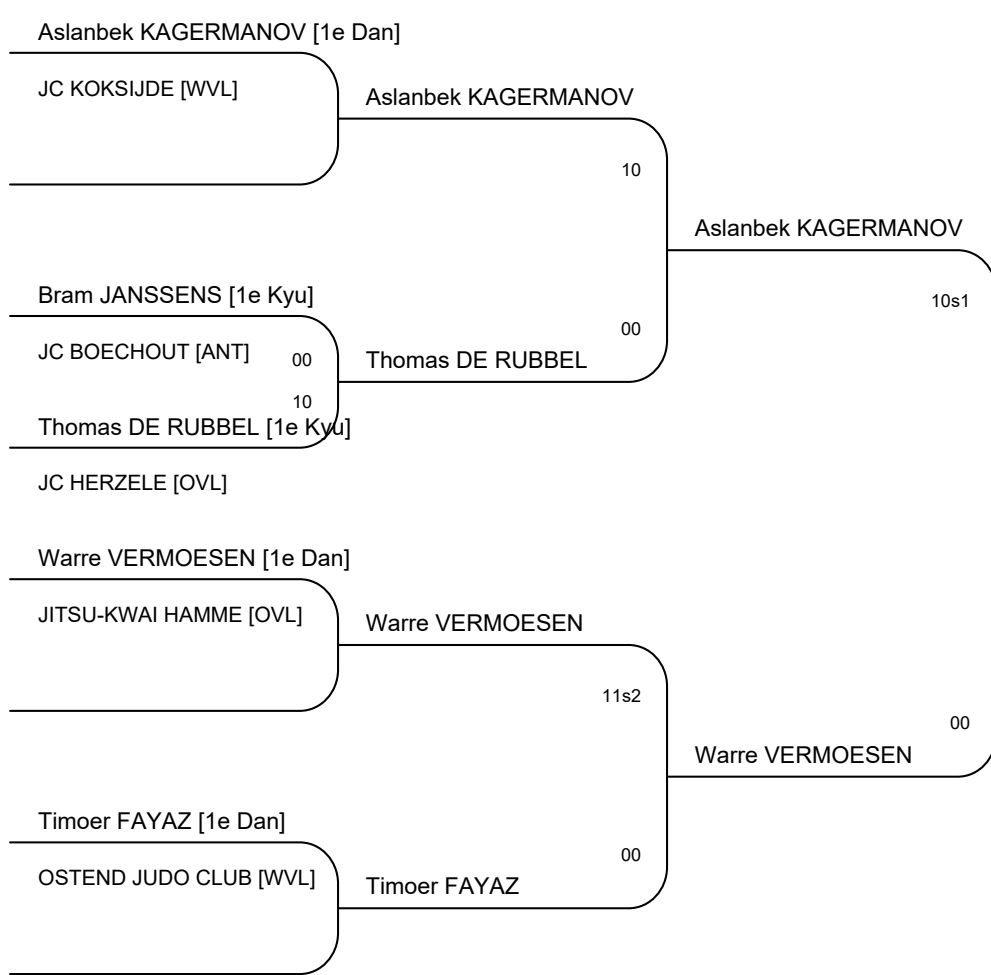 Aslanbek KAGERMANOV [1e Dan]
JC KOKSIJDE [WVL]
Aslanbek KAGERMANOV
10
Aslanbek KAGERMANOV
Bram JANSSENS [1e Kyu]
10s1
00
JC BOECHOUT [ANT]
00
Thomas DE RUBBEL
10
Thomas DE RUBBEL [1e Kyu]
JC HERZELE [OVL]
Warre VERMOESEN [1e Dan]
JITSU-KWAI HAMME [OVL]
Warre VERMOESEN
11s2
00
Warre VERMOESEN
Timoer FAYAZ [1e Dan]
00
OSTEND JUDO CLUB [WVL]
Timoer FAYAZ